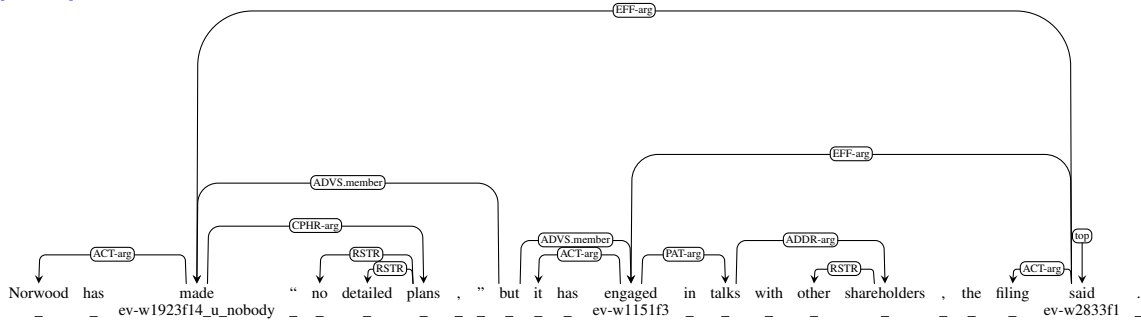 EFF-arg
EFF-arg
ADVS.member
CPHR-arg
top
ADVS.member
ACT-arg RSTR ACT-arg PAT-arg ADDR-arg
RSTR RSTR ACT-arg
Norwood has made “ no detailed plans , ” but it has engaged in talks with other shareholders , the filing said .
_ _ ev-w1923f14_u_nobody _ _ _ _ _ _ _ _ _ ev-w1151f3 _ _ _ _ _ _ _ _ ev-w2833f1 _